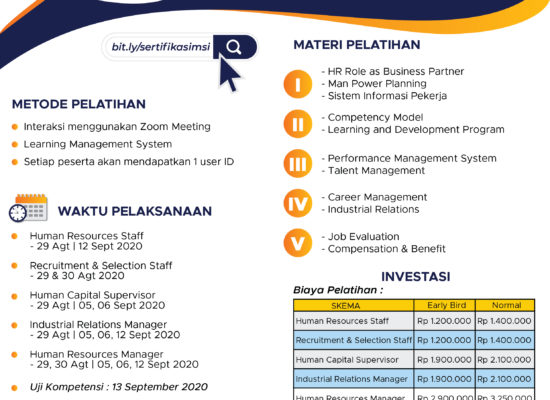 bit.ly/sertifikasimsi
METODE PELATIHAN
Interaksi menggunakan Zoom Meeting
Learning Management System
Setiap peserta akan mendapatkan 1 user ID
WAKTU PELAKSANAAN
Human Resources Staff
- 29 Agt | 12 Sept 2020
Recruitment & Selection Staff
- 29 & 30 Agt 2020
Human Capital Supervisor
- 29 Agt | 05, 06 Sept 2020
Industrial Relations Manager
- 29 Agt | 05, 06, 12 Sept 2020
Human Resources Manager
- 29, 30 Agt | 05, 06, 12 Sept 2020
Uji Kompetensi : 13 September 2020
MATERI PELATIHAN
I
- HR Role as Business Partner
- Man Power Planning
- Sistem Informasi Pekerja
II
- Competency Model
- Learning and Development Program
III
- Performance Management System
- Talent Management
IV
- Career Management
- Industrial Relations
V
- Job Evaluation
- Compensation & Benefit
INVESTASI
Biaya Pelatihan :
SKEMA Early Bird Normal
Human Resources Staff Rp 1.200.000 Rp 1.400.000
Recruitment & Selection Staff Rp 1.200.000 Rp 1.400.000
Human Capital Supervisor Rp 1.900.000 Rp 2.100.000
Industrial Relations Manager Rp 1.900.000 Rp 2.100.000
Human Resources Manager Rp 2.900.000 Rp 3.250.000